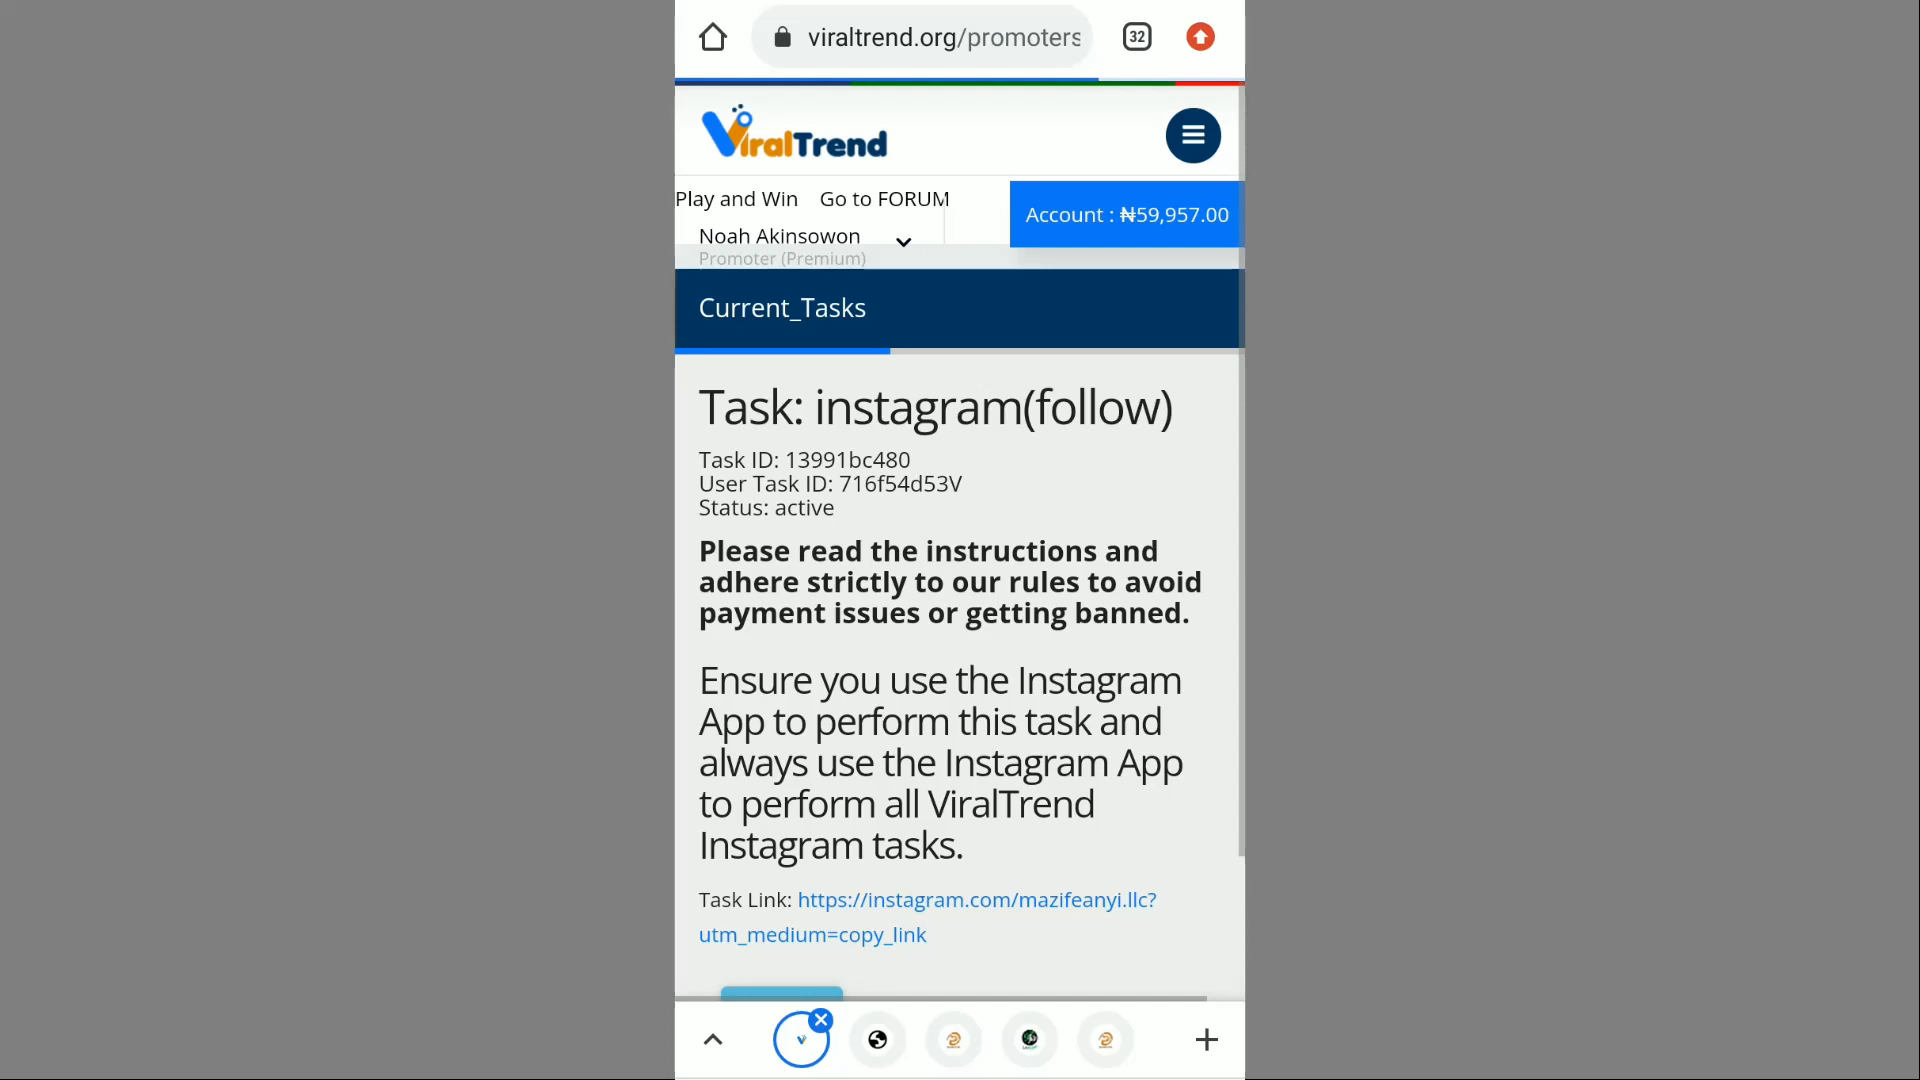 viraltrend.org/promoters
32
ViralTrend
Play and Win Go to FORUM
Account : ₦59,957.00
Noah Akinsowon
Promoter (Premium)
Current_Tasks
Task: instagram(follow)
Task ID: 13991bc480
User Task ID: 716f54d53V
Status: active
Please read the instructions and
adhere strictly to our rules to avoid
payment issues or getting banned.
Ensure you use the Instagram
App to perform this task and
always use the Instagram App
to perform all ViralTrend
Instagram tasks.
Task Link: https://instagram.com/mazifeanyi.llc?
utm_medium=copy_link